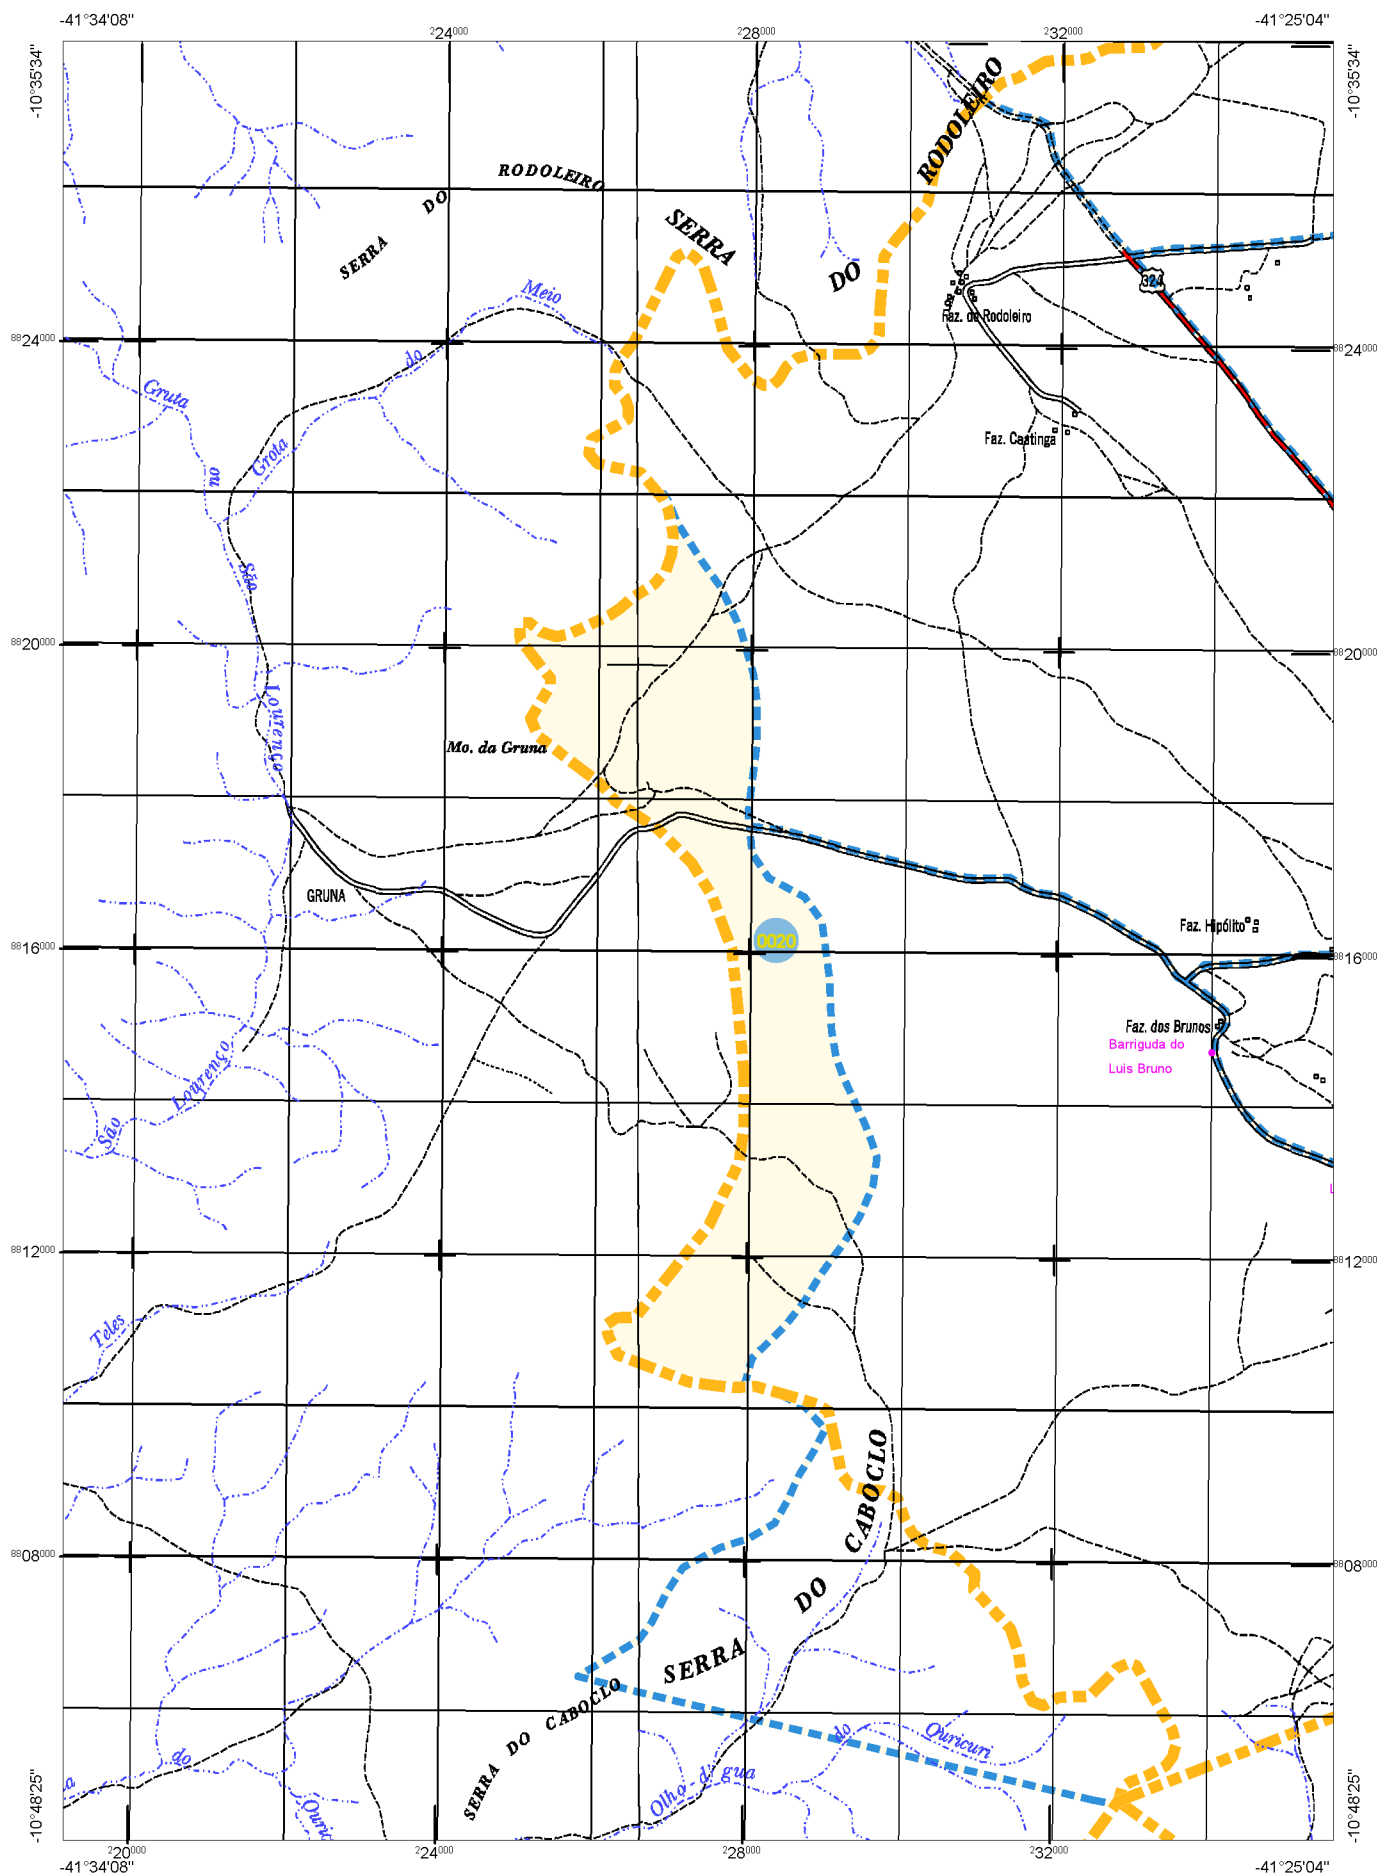 -41°34'08"
224000
228000
232000
-41°25'04"
-10°35'34"
-10°35'34"
RODOLEIRO
RODOLEIRO
DO
SERRA
SERRA
DO
324
Meio
Faz. do Rodoleiro
8824000
8824000
do
Gruta
Faz. Caatinga
Grota
no
São
8820000
8820000
Lourenço
Mo. da Gruna
GRUNA
Faz. Hipólito
0020
8816000
8816000
Faz. dos Brunos
Barriguda do
Luis Bruno
Lourenço
São
L
8812000
8812000
Teles
CABOCLO
8808000
8808000
DO
SERRA
SERRA DO CABOCLO
do
Ouricuri
do
Olho-d'água
a
Ouric
-10°48'25"
-10°48'25"
220000
224000
228000
232000
-41°34'08"
-41°25'04"